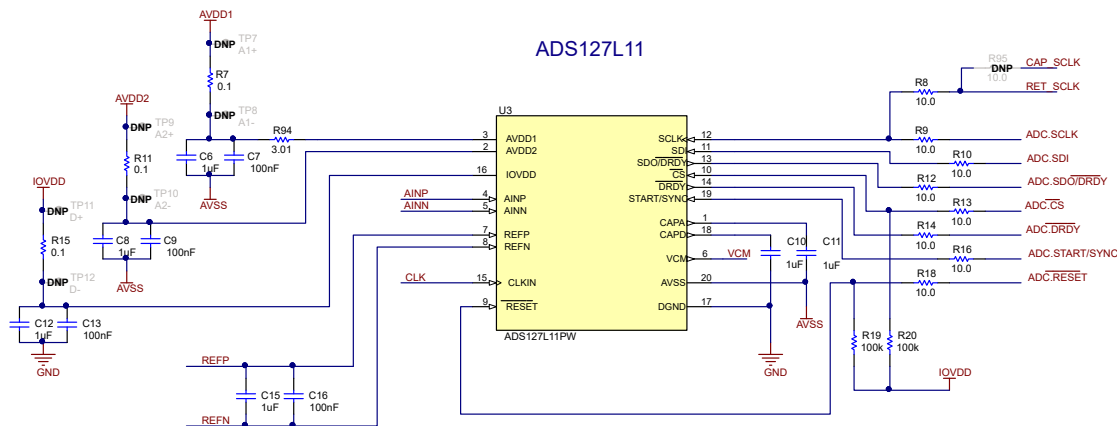 ADS127L11
AVDD1
DNP TP7
A1+
R7
0.1
DNP TP8
A1-
C6
1uF
C7
100nF
AVSS
R94
3.01
AVDD2
DNP TP9
A2+
R11
0.1
DNP TP10
A2-
C8
1uF
C9
100nF
AVSS
IOVDD
DNP TP11
D+
R15
0.1
DNP TP12
D-
C12
1uF
C13
100nF
GND
AINP
AINN
CLK
REFP
REFN
C15
1uF
C16
100nF
U3
3 AVDD1
2 AVDD2
16 IOVDD
4 AINP
5 AINN
7 REFP
8 REFN
15 CLKIN
9 RESET
SCLK 12
SDI 11
SDO/DRDY 13
CS 10
DRDY 14
START/SYNC 19
CAPA 1
CAPD 18
VCM 6
AVSS 20
DGND 17
ADS127L11PW
VCM
C10
1uF
C11
1uF
AVSS
GND
R95
DNP
10.0
CAP_SCLK
R8
10.0
RET_SCLK
R9
10.0
ADC.SCLK
R10
10.0
ADC.SDI
R12
10.0
ADC.SDO/DRDY
R13
10.0
ADC.CS
R14
10.0
ADC.DRDY
R16
10.0
ADC.START/SYNC
R18
10.0
ADC.RESET
R19
100k
R20
100k
IOVDD